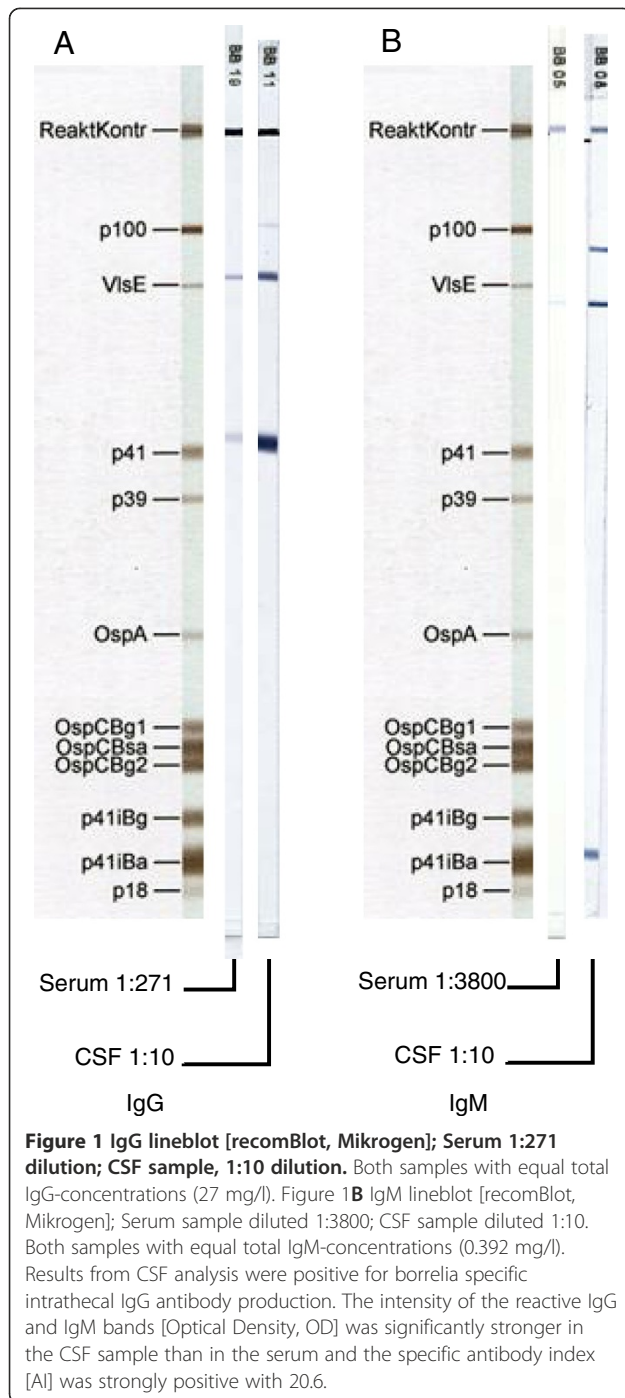 A
BB 19
BB 11
ReaktKontr
p100
VlsE
p41
p39
OspA
OspCBg1
OspCBsa
OspCBg2
p41iBg
p41iBa
p18
Serum 1:271
CSF 1:10
IgG
B
BB 05
BB 08
ReaktKontr
p100
VlsE
p41
p39
OspA
OspCBg1
OspCBsa
OspCBg2
p41iBg
p41iBa
p18
Serum 1:3800
CSF 1:10
IgM
Figure 1 IgG lineblot [recomBlot, Mikrogen]; Serum 1:271
dilution; CSF sample, 1:10 dilution. Both samples with equal total
IgG-concentrations (27 mg/l). Figure 1B IgM lineblot [recomBlot,
Mikrogen]; Serum sample diluted 1:3800; CSF sample diluted 1:10.
Both samples with equal total IgM-concentrations (0.392 mg/l).
Results from CSF analysis were positive for borrelia specific
intrathecal IgG antibody production. The intensity of the reactive IgG
and IgM bands [Optical Density, OD] was significantly stronger in
the CSF sample than in the serum and the specific antibody index
[AI] was strongly positive with 20.6.